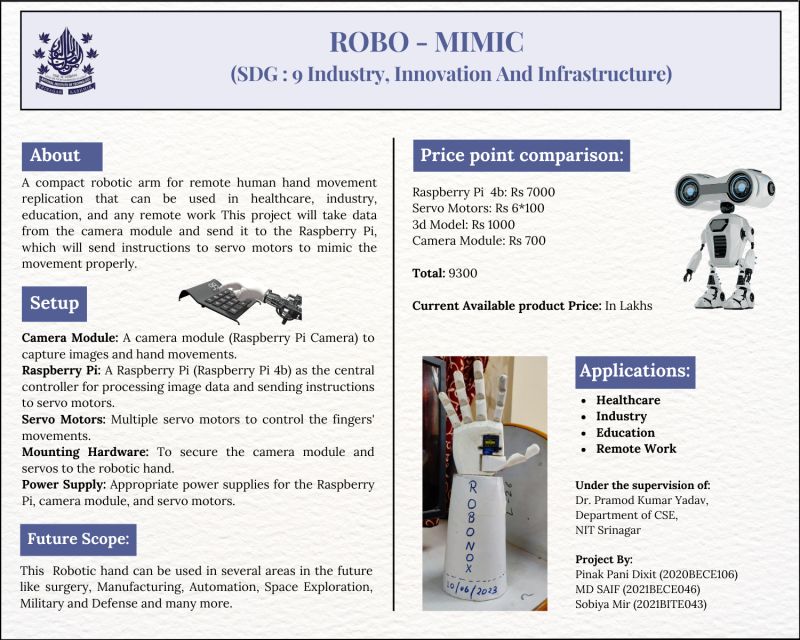 ROBO - MIMIC
(SDG : 9 Industry, Innovation And Infrastructure)
About
A compact robotic arm for remote human hand movement
replication that can be used in healthcare, industry,
education, and any remote work This project will take data
from the camera module and send it to the Raspberry Pi,
which will send instructions to servo motors to mimic the
movement properly.
Setup
Camera Module: A camera module (Raspberry Pi Camera) to
capture images and hand movements.
Raspberry Pi: A Raspberry Pi (Raspberry Pi 4b) as the central
controller for processing image data and sending instructions
to servo motors.
Servo Motors: Multiple servo motors to control the fingers'
movements.
Mounting Hardware: To secure the camera module and
servos to the robotic hand.
Power Supply: Appropriate power supplies for the Raspberry
Pi, camera module, and servo motors.
Future Scope:
This Robotic hand can be used in several areas in the future
like surgery, Manufacturing, Automation, Space Exploration,
Military and Defense and many more.
Price point comparison:
Raspberry Pi 4b: Rs 7000
Servo Motors: Rs 6*100
3d Model: Rs 1000
Camera Module: Rs 700
Total: 9300
Current Available product Price: In Lakhs
ROBONOX
20/06/2023
Applications:
Healthcare
Industry
Education
Remote Work
Under the supervision of:
Dr. Pramod Kumar Yadav,
Department of CSE,
NIT Srinagar
Project By:
Pinak Pani Dixit (2020BECE106)
MD SAIF (2021BECE046)
Sobiya Mir (2021BITE043)